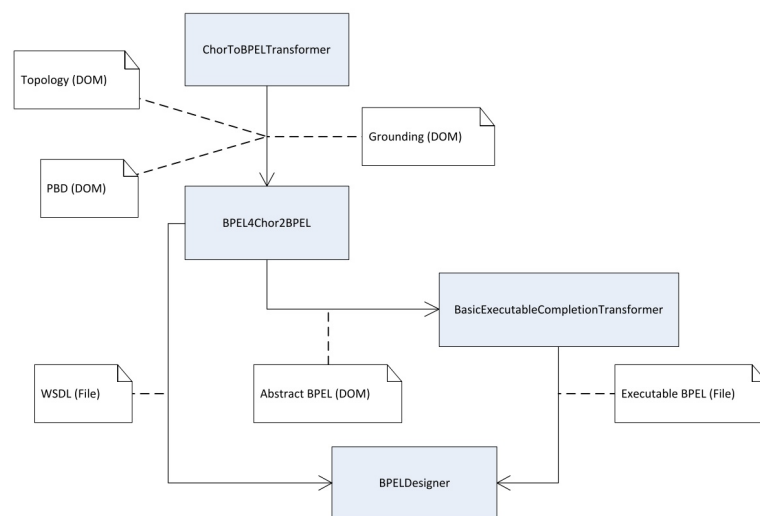 ChorToBPELTransformer
Topology (DOM)
Grounding (DOM)
PBD (DOM)
BPEL4Chor2BPEL
BasicExecutableCompletionTransformer
WSDL (File)
Abstract BPEL (DOM)
Executable BPEL (File)
BPELDesigner